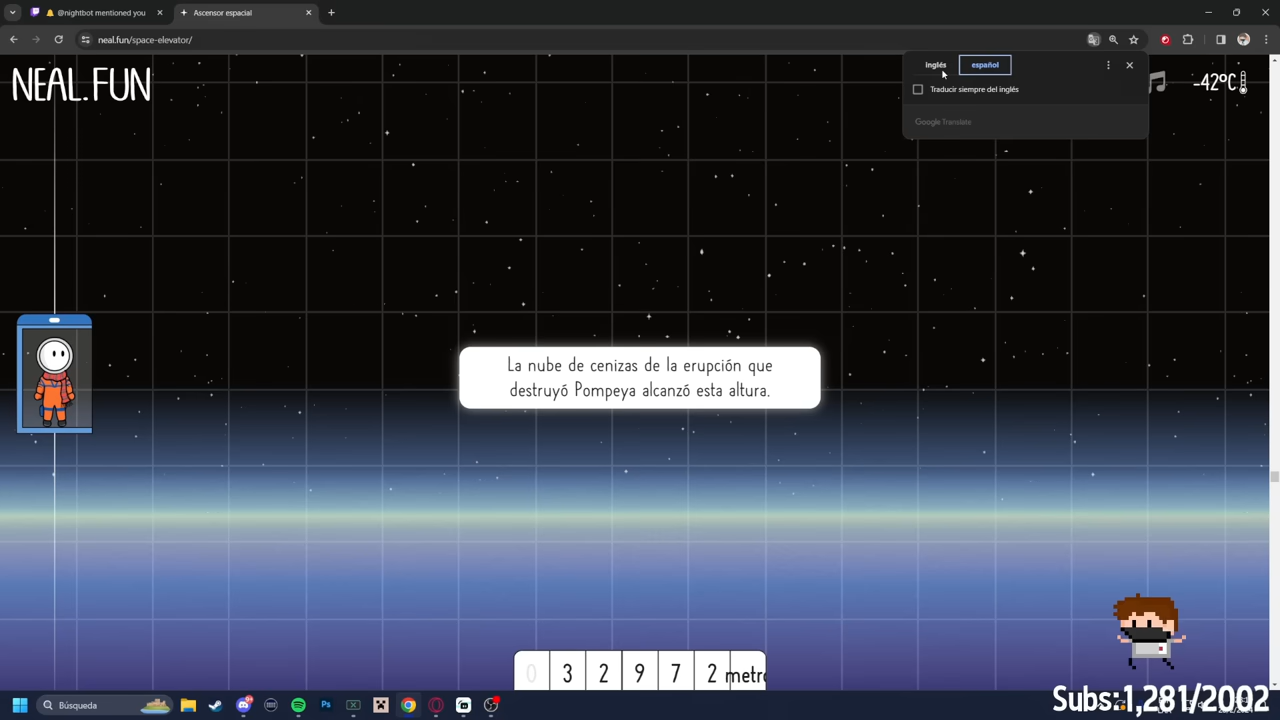 @nightbot mentioned you
Ascensor espacial
neal.fun/space-elevator/
NEAL.FUN
inglés
español
Traducir siempre del inglés
Google Translate
-42°C
La nube de cenizas de la erupción que
destruyó Pompeya alcanzó esta altura.
0 3 2 9 7 2 metro
Búsqueda
Subs:1,281/2002